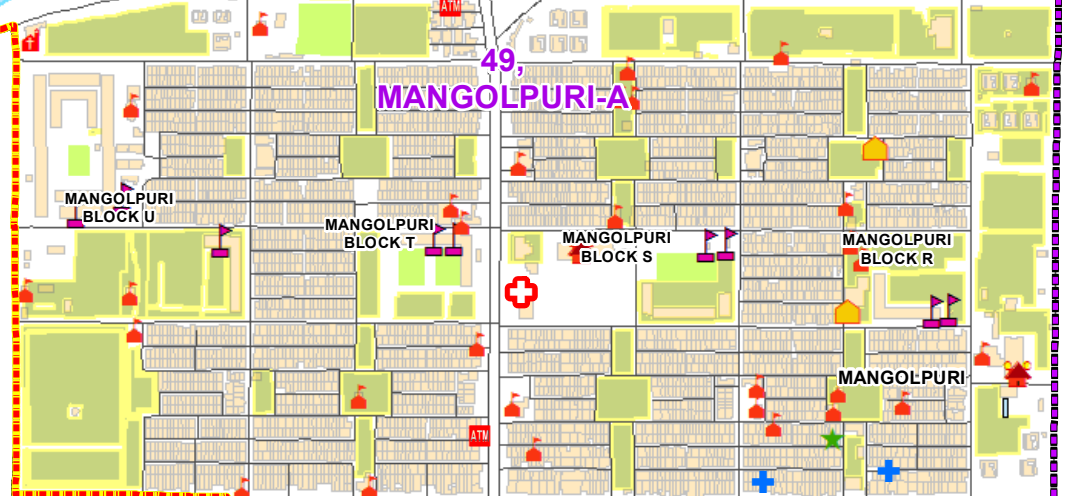 ATM
49,
MANGOLPURI-A
MANGOLPURI
BLOCK U
MANGOLPURI
BLOCK T
MANGOLPURI
BLOCK S
MANGOLPURI
BLOCK R
MANGOLPURI
ATM